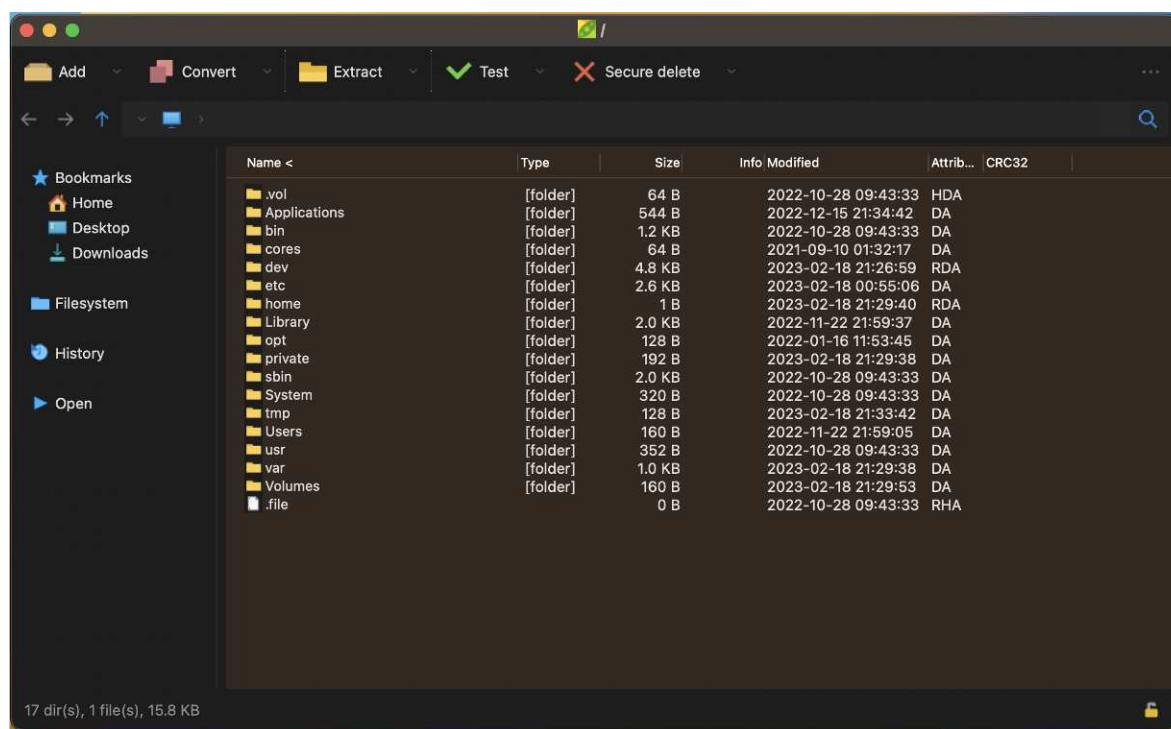 /
Add Convert Extract Test Secure delete ...
Bookmarks
Home
Desktop
Downloads
Filesystem
History
Open
Name < Type Size Info Modified Attrib... CRC32
.vol [folder] 64 B 2022-10-28 09:43:33 HDA
Applications [folder] 544 B 2022-12-15 21:34:42 DA
bin [folder] 1.2 KB 2022-10-28 09:43:33 DA
cores [folder] 64 B 2021-09-10 01:32:17 DA
dev [folder] 4.8 KB 2023-02-18 21:26:59 RDA
etc [folder] 2.6 KB 2023-02-18 00:55:06 DA
home [folder] 1 B 2023-02-18 21:29:40 RDA
Library [folder] 2.0 KB 2022-11-22 21:59:37 DA
opt [folder] 128 B 2022-01-16 11:53:45 DA
private [folder] 192 B 2023-02-18 21:29:38 DA
sbin [folder] 2.0 KB 2022-10-28 09:43:33 DA
System [folder] 320 B 2022-10-28 09:43:33 DA
tmp [folder] 128 B 2023-02-18 21:33:42 DA
Users [folder] 160 B 2022-11-22 21:59:05 DA
usr [folder] 352 B 2022-10-28 09:43:33 DA
var [folder] 1.0 KB 2023-02-18 21:29:38 DA
Volumes [folder] 160 B 2023-02-18 21:29:53 DA
.file 0 B 2022-10-28 09:43:33 RHA
17 dir(s), 1 file(s), 15.8 KB